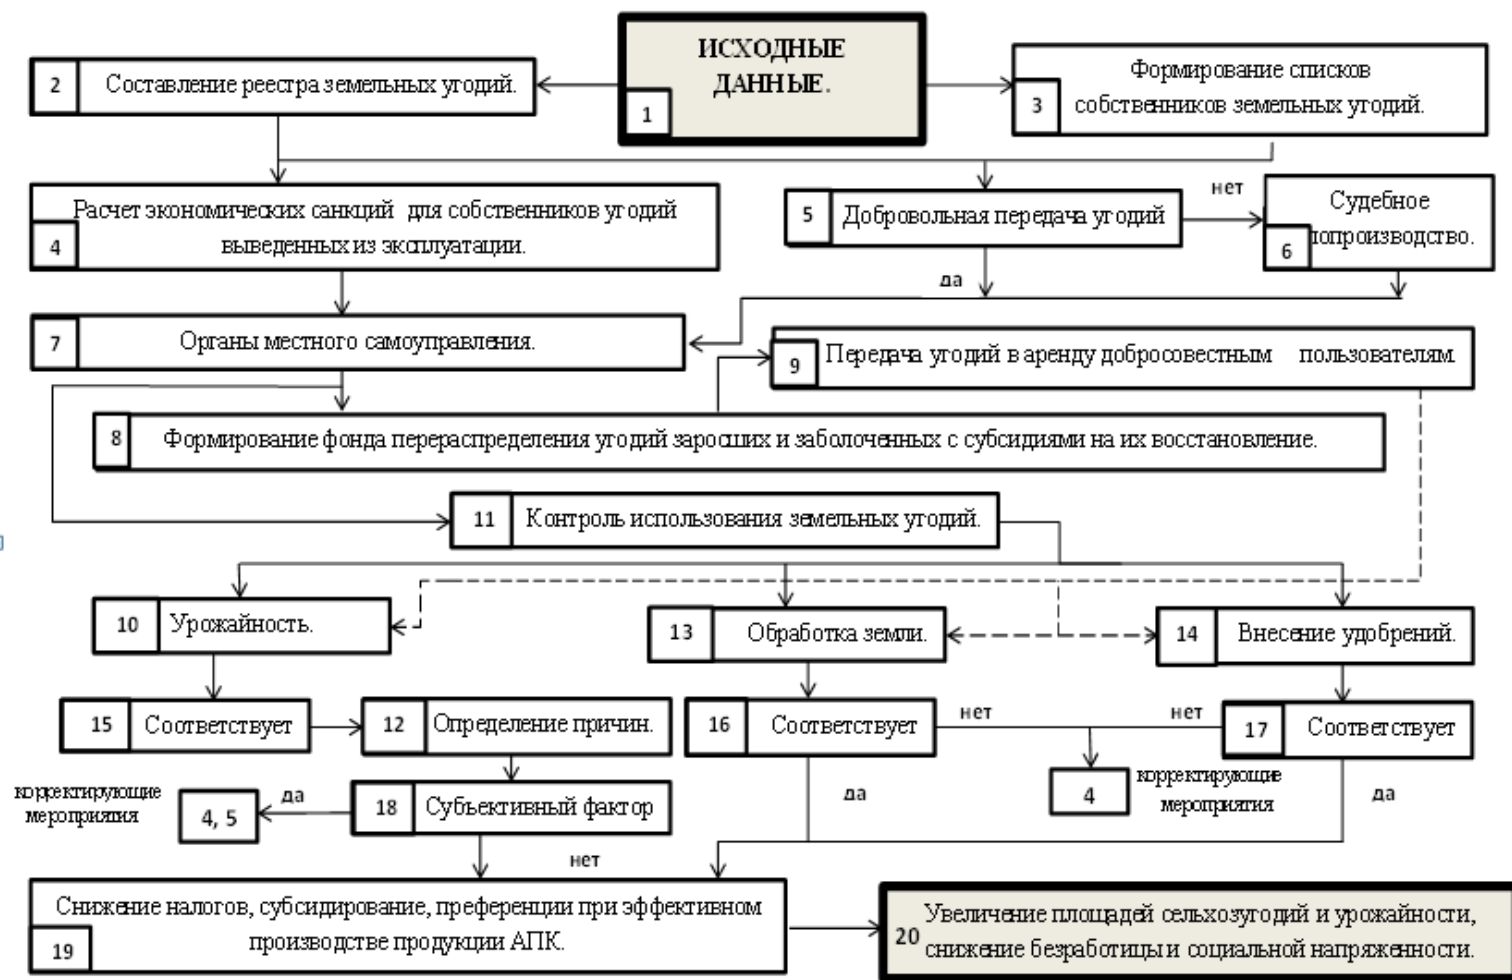 ИСХОДНЫЕ
ДАННЫЕ.
1
2
Составление реестра земельных угодий.
Формирование списков
собственников земельных угодий.
3
Расчет экономических санкций для собственников угодий
выведенных из эксплуатации.
4
5
Добровольная передача угодий
нет
Судебное
6
да
7
Органы местного самоуправления.
9
Передача угодий в аренду добросовестным пользователям.
8
Формирование фонда перераспределения угодий заросших и заболоченных с субсидиями на их восстановление.
11
Контроль использования земельных угодий.
10
Урожайность.
13
Обработка земли.
14
Внесение удобрений.
15
Соответствует
12
Определение причин.
16
Соответствует
нет
нет
17
Соответствует
корректирующие
мероприятия
4, 5
да
18
Субьективный фактор
да
4
корректирующие
мероприятия
да
нет
Снижение налогов, субсидирование, преференции при эффективном
производстве продукции АПК.
19
20
Увеличение площадей сельхозугодий и урожайности,
снижение безработицы и социальной напряженности.